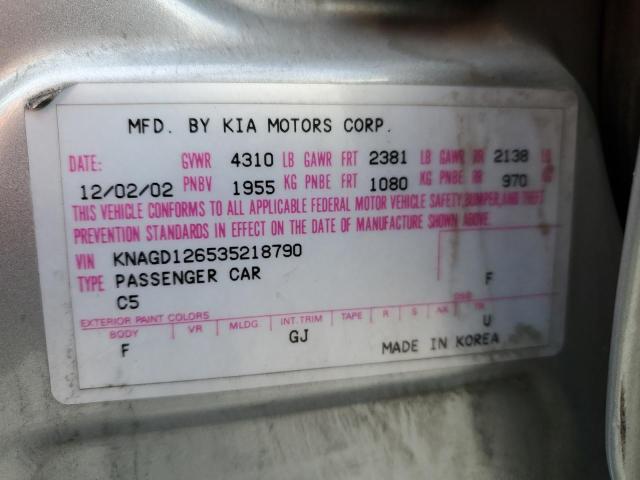 MFD. BY KIA MOTORS CORP.
DATE: GVWR 4310 LB GAWR FRT 2381 LB GAWR RR 2138 LB
12/02/02 PNBV 1955 KG PNBE FRT 1080 KG PNBE RR 970
THIS VEHICLE CONFORMS TO ALL APPLICABLE FEDERAL MOTOR VEHICLE SAFETY,BUMPER,AND THEFT
PREVENTION STANDARDS IN EFFECT ON THE DATE OF MANUFACTURE SHOWN ABOVE.
VIN KNAGD126535218790
TYPE PASSENGER CAR F
C5
EXTERIOR PAINT COLORS
BODY VR MLDG INT.TRIM TAPE R S AX TR
F GJ U
MADE IN KOREA